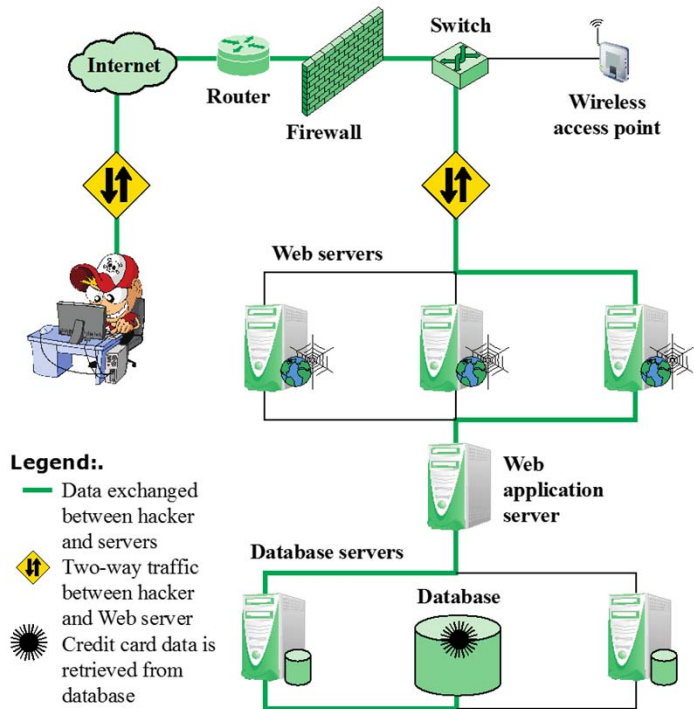 Switch
Internet
Router
Firewall
Wireless
access point
Web servers
Web
application
server
Legend:.
Data exchanged
between hacker
and servers
Two-way traffic
between hacker
and Web server
Credit card data is
retrieved from
database
Database servers
Database